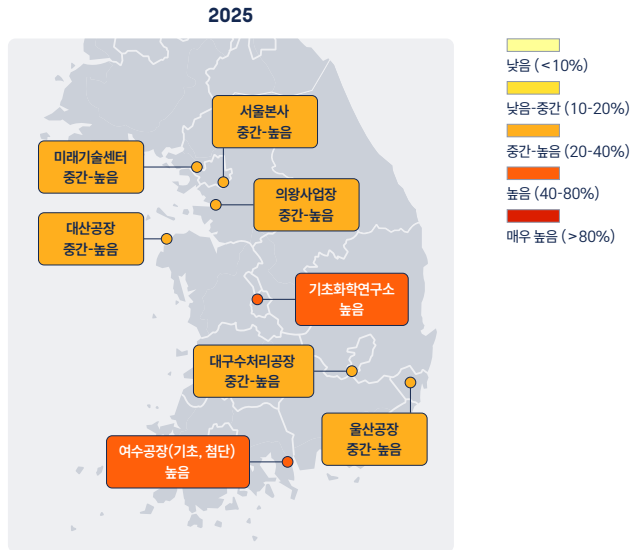 2025
서울본사
중간-높음
미래기술센터
중간-높음
의왕사업장
중간-높음
대산공장
중간-높음
기초화학연구소
높음
대구수처리공장
중간-높음
울산공장
중간-높음
여수공장(기초, 첨단)
높음
낮음 (<10%)
낮음-중간 (10-20%)
중간-높음 (20-40%)
높음 (40-80%)
매우 높음 (>80%)